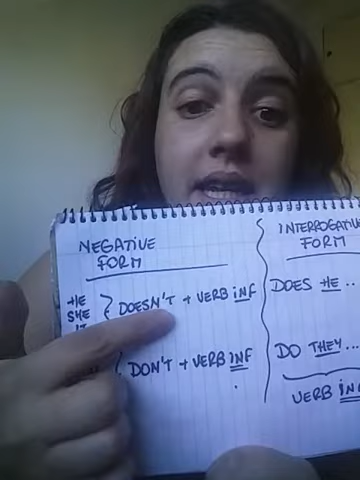 NEGATIVE
FORM
HE
SHE
DOESN'T + VERB INF
DON'T + VERB INF
INTERROGATIVE
FORM
DOES HE..
DO THEY...
VERB INF